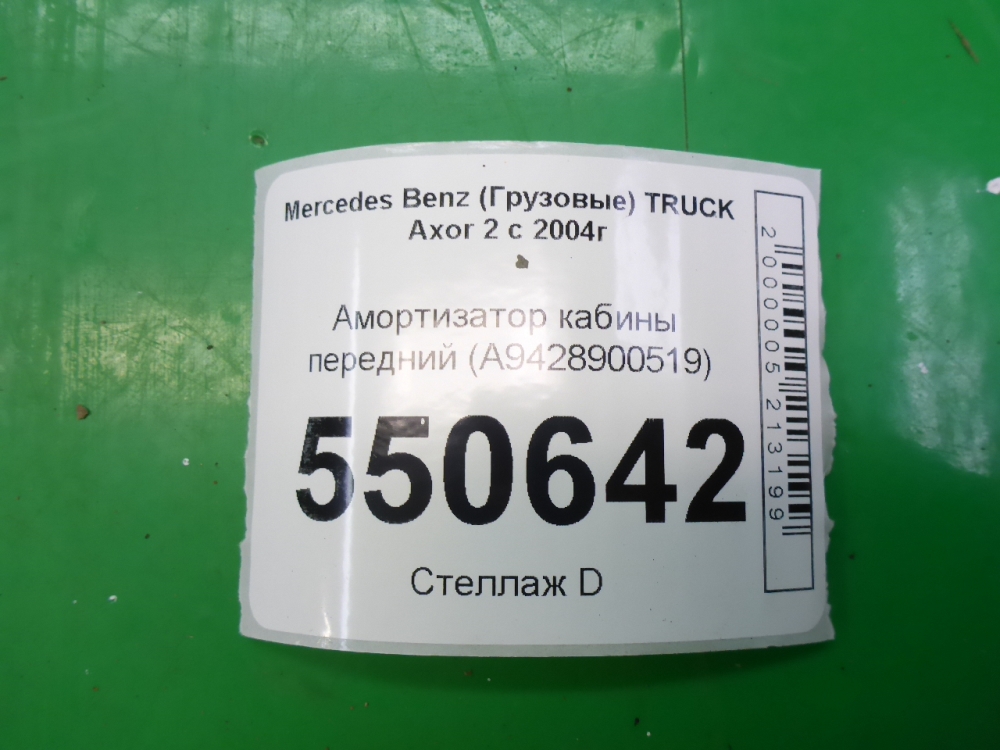 Mercedes Benz (Грузовые) TRUCK
Axor 2 с 2004г
Амортизатор кабины
передний (A9428900519)
550642
Стеллаж D
2000005213199